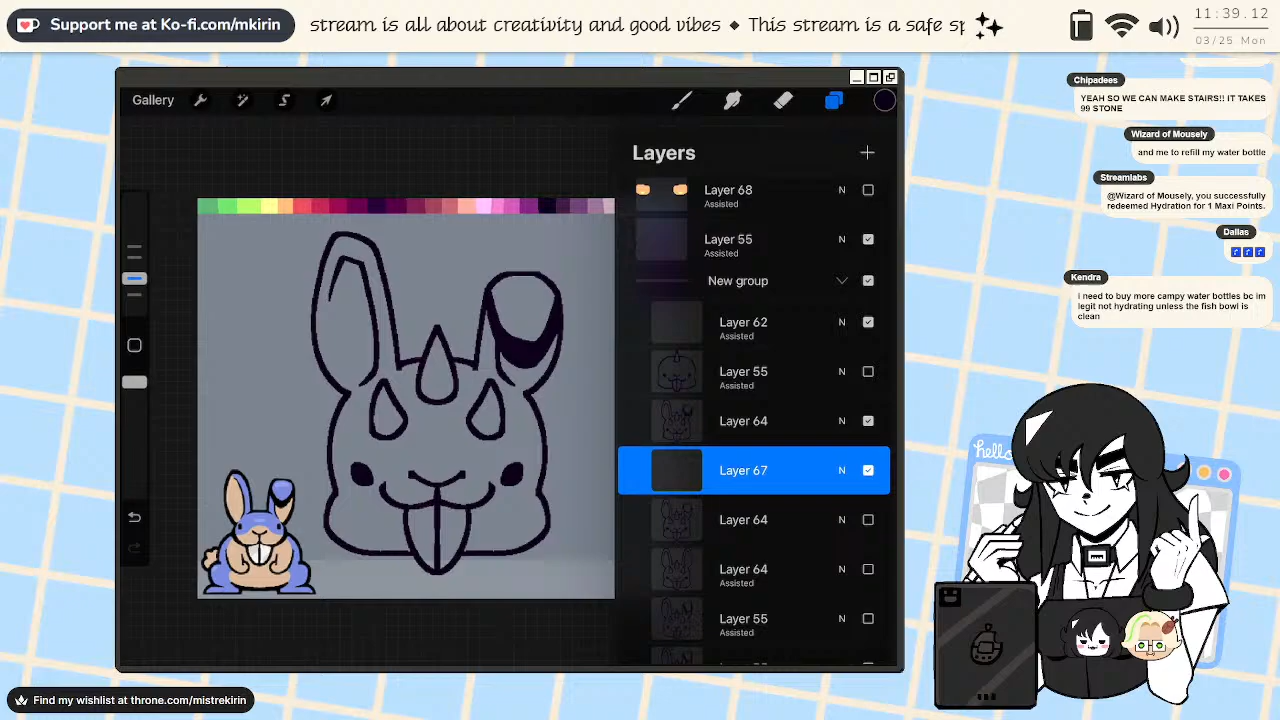 Support me at Ko-fi.com/mkirin
stream is all about creativity and good vibes ◆ This stream is a safe sp
11:39.12
03/25 Mon
Gallery
Layers
Layer 68
N
Assisted
Layer 55
N
Assisted
New group
Layer 62
N
Assisted
Layer 55
N
Assisted
Layer 64
N
Layer 67
N
Layer 64
N
Layer 64
N
Assisted
Layer 55
N
Assisted
Chipadees
YEAH SO WE CAN MAKE STAIRS!! IT TAKES
99 STONE
Wizard of Mousely
and me to refill my water bottle
Streamlabs
@Wizard of Mousely, you successfully
redeemed Hydration for 1 Maxi Points.
Dallas
Kendra
I need to buy more campy water bottles bc im
legit not hydrating unless the fish bowl is
clean
hello
Find my wishlist at throne.com/mistrekirin